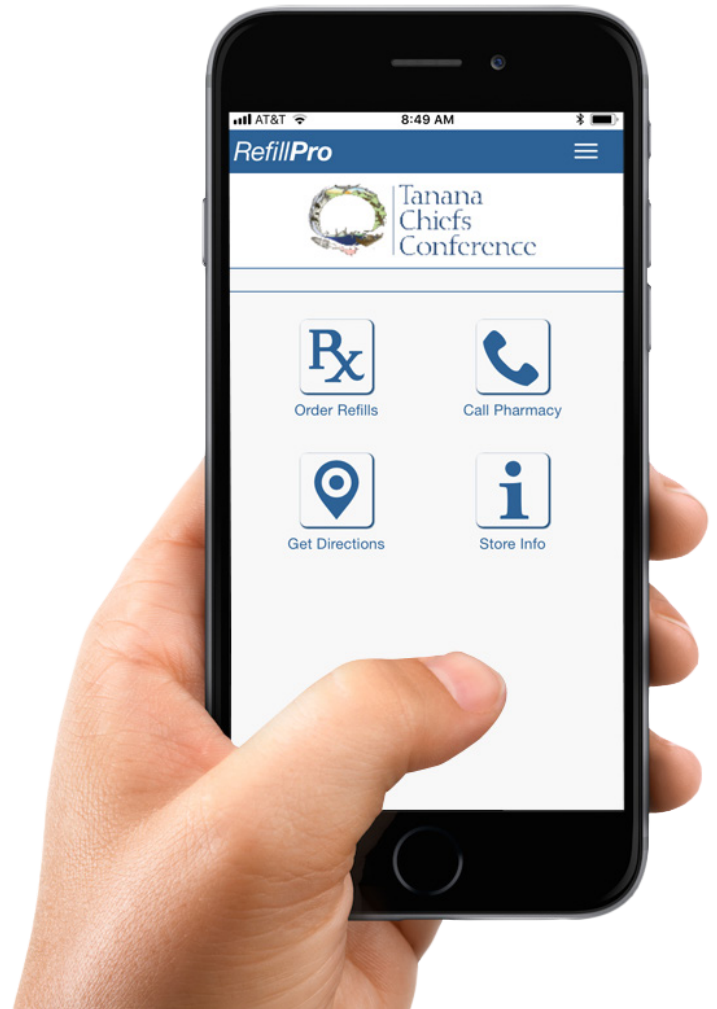 AT&T 8:49 AM
RefillPro
Tanana
Chiefs
Conference
Rx
Order Refills
Call Pharmacy
i
Get Directions
Store Info